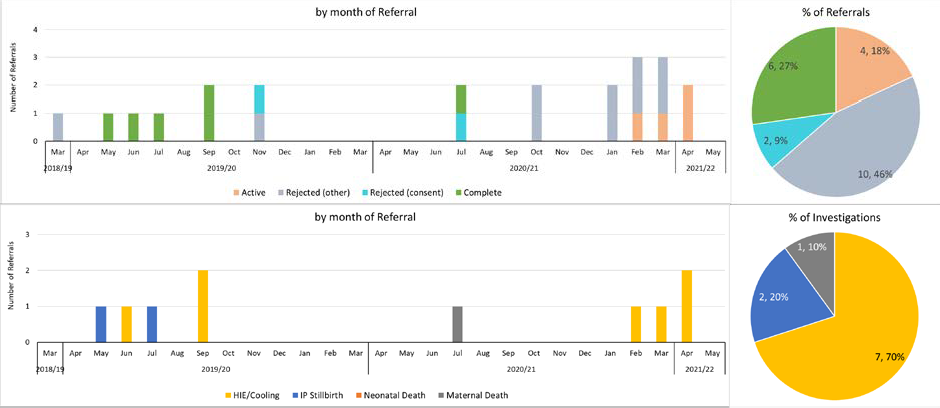 by month of Referral
Number of Referrals
4
3
2
1
0
Mar Apr May Jun Jul Aug Sep Oct Nov Dec Jan Feb Mar Apr May Jun Jul Aug Sep Oct Nov Dec Jan Feb Mar Apr May
2018/19 2019/20 2020/21 2021/22
Active Rejected (other) Rejected (consent) Complete
% of Referrals
4, 18%
6, 27%
2, 9%
10, 46%
by month of Referral
Number of Referrals
3
2
1
0
Mar Apr May Jun Jul Aug Sep Oct Nov Dec Jan Feb Mar Apr May Jun Jul Aug Sep Oct Nov Dec Jan Feb Mar Apr May
2018/19 2019/20 2020/21 2021/22
HIE/Cooling IP Stillbirth Neonatal Death Maternal Death
% of Investigations
1, 10%
2, 20%
7, 70%